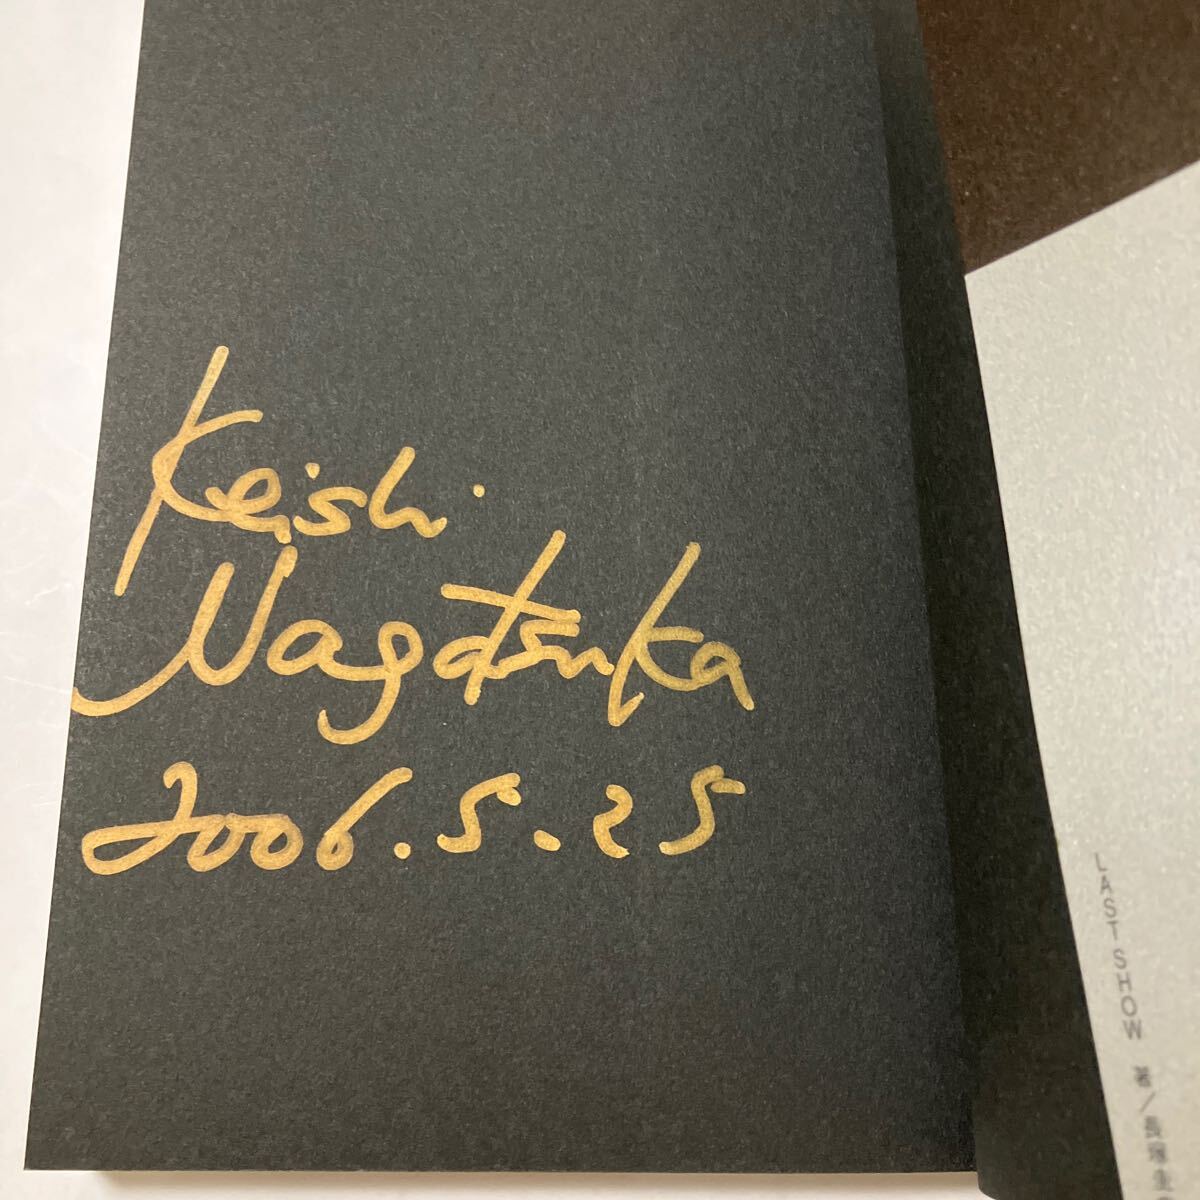 Keishi
Nagatsuka
2006.5.25
LAST SHOW 著／長塚圭